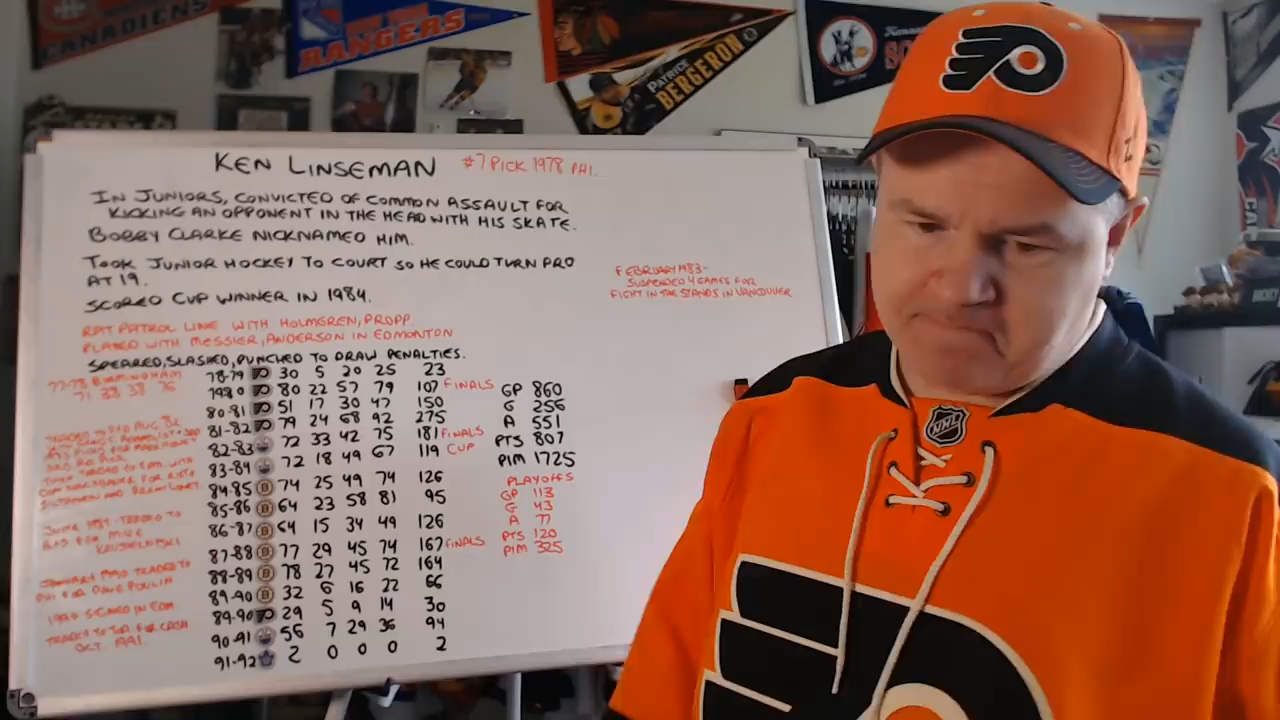 CANADIENS
NEW YORK
RANGERS
PATRICE
BERGERON
KEN LINSEMAN #7 PICK 1978 PHI.
IN JUNIORS, CONVICTED OF COMMON ASSAULT FOR
KICKING AN OPPONENT IN THE HEAD WITH HIS SKATE.
BOBBY CLARKE NICKNAMED HIM.
TOOK JUNIOR HOCKEY TO COURT SO HE COULD TURN PRO
AT 19.
SCORED CUP WINNER IN 1984.
RAT PATROL LINE WITH HOLMGREN, PROPP.
PLAYED WITH MESSIER, ANDERSON IN EDMONTON
SPEARED, SLASHED, PUNCHED TO DRAW PENALTIES.
FEBRUARY 1983-
SUSPENDED 4 GAMES FOR
FIGHT IN THE STANDS IN VANCOUVER
77-78 BIRMINGHAM
71 38 38 76
78-79 30 5 20 25 23
1980 80 22 57 79 107 FINALS
80-81 51 17 30 47 150
81-82 79 24 68 92 275
82-83 72 33 42 75 181 FINALS
83-84 72 18 49 67 119 CUP
84-85 B 74 25 49 74 126
85-86 B 64 23 58 81 95
86-87 B 64 15 34 49 126
87-88 B 77 29 45 74 167 FINALS
88-89 B 78 27 45 72 164
89-90 B 32 6 16 22 66
89-90 29 5 9 14 30
90-91 56 7 29 36 94
91-92 2 0 0 0 2
GP 860
G 256
A 551
PTS 807
PIM 1725
PLAYOFFS
GP 113
G 43
A 77
PTS 120
PIM 325
TRADED TO
FOR MIKE
KRUSHELNISKI
JANUARY 1990 TRADED TO
PHI FOR DAVE POULIN
SIGNED IN EDM
TRADED TO TOR. FOR CASH
OCT. 1991.
NHL